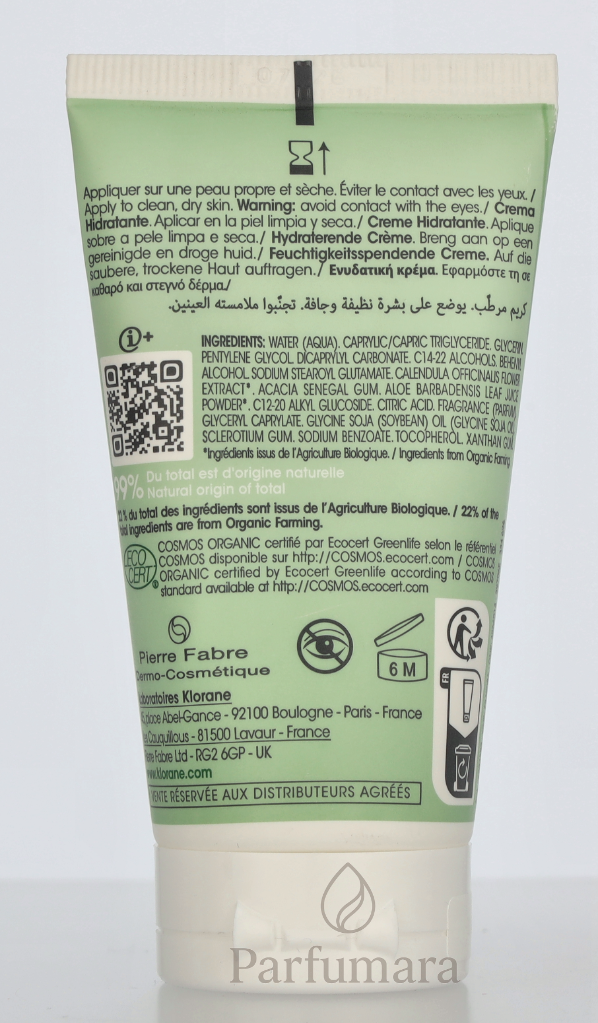 Appliquer sur une peau propre et sèche. Éviter le contact avec les yeux. /
Apply to clean, dry skin. Warning: avoid contact with the eyes./ Crema
Hidratante. Aplicar en la piel limpia y seca./ Creme Hidratante. Aplique
sobre a pele limpa e seca./ Hydraterende Crème. Breng aan op een
gereinigde en droge huid./ Feuchtigkeitsspendende Creme. Auf die
saubere, trockene Haut auftragen./ Ενυδατική κρέμα. Εφαρμόστε τη σε
καθαρό και στεγνό δέρμα./
كريم مرطّب. يوضع على بشرة نظيفة وجافة. تجنّبوا ملامسته العينين.
i+
INGREDIENTS: WATER (AQUA). CAPRYLIC/CAPRIC TRIGLYCERIDE. GLYCERIN.
PENTYLENE GLYCOL. DICAPRYLYL CARBONATE. C14-22 ALCOHOLS. BEHENYL
ALCOHOL. SODIUM STEAROYL GLUTAMATE. CALENDULA OFFICINALIS FLOWER
EXTRACT*. ACACIA SENEGAL GUM. ALOE BARBADENSIS LEAF JUICE
POWDER*. C12-20 ALKYL GLUCOSIDE. CITRIC ACID. FRAGRANCE (PARFUM).
GLYCERYL CAPRYLATE. GLYCINE SOJA (SOYBEAN) OIL (GLYCINE SOJA OIL).
SCLEROTIUM GUM. SODIUM BENZOATE. TOCOPHEROL. XANTHAN GUM.
*Ingrédients issus de l'Agriculture Biologique. / Ingredients from Organic Farming.
99% Du total est d'origine naturelle
Natural origin of total
22 % du total des ingrédients sont issus de l'Agriculture Biologique. / 22% of the
total ingredients are from Organic Farming.
ECO CERT®
COSMOS ORGANIC certifié par Ecocert Greenlife selon le référentiel
COSMOS disponible sur http://COSMOS.ecocert.com / COSMOS
ORGANIC certified by Ecocert Greenlife according to COSMOS
standard available at http://COSMOS.ecocert.com
Pierre Fabre
Dermo-Cosmétique
6 M
FR
Laboratoires Klorane
place Abel-Gance - 92100 Boulogne - Paris - France
Les Cauquillous - 81500 Lavaur - France
Pierre Fabre Ltd - RG2 6GP - UK
www.klorane.com
VENTE RÉSERVÉE AUX DISTRIBUTEURS AGRÉÉS
Parfumara